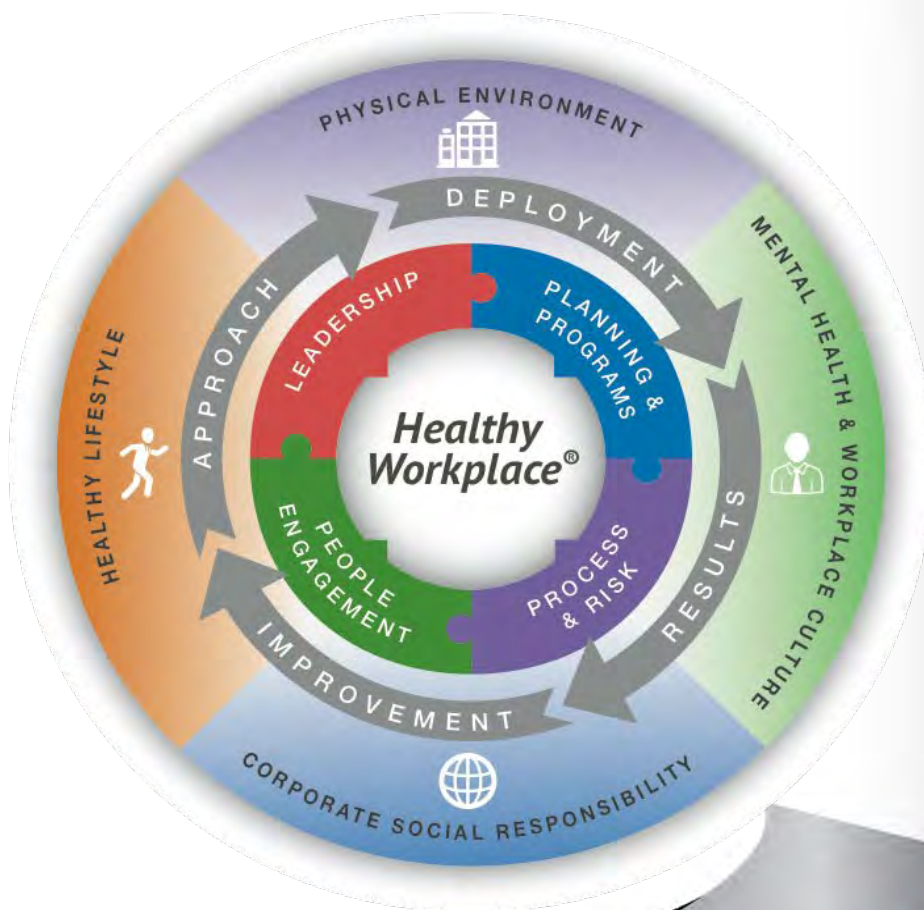 PHYSICAL ENVIRONMENT
MENTAL HEALTH & WORKPLACE CULTURE
CORPORATE SOCIAL RESPONSIBILITY
HEALTHY LIFESTYLE
APPROACH
DEPLOYMENT
RESULTS
IMPROVEMENT
LEADERSHIP
PLANNING &
PROGRAMS
PROCESS
& RISK
PEOPLE
ENGAGEMENT
Healthy
Workplace®